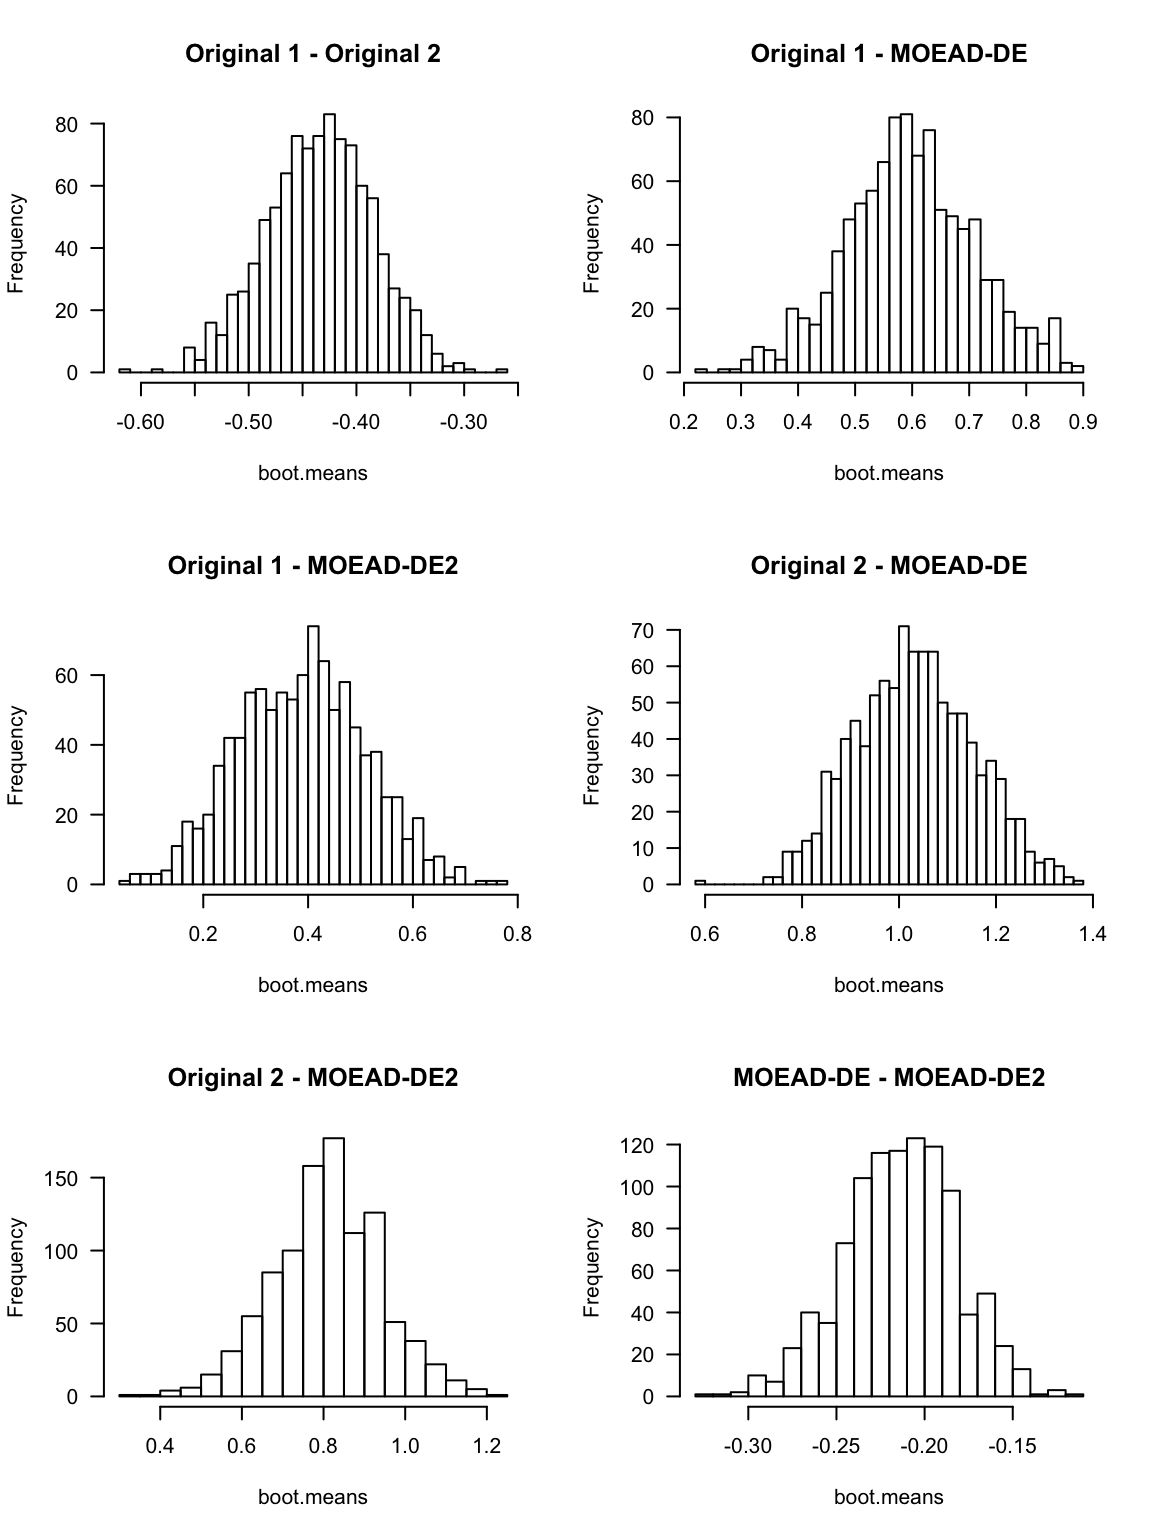 Original 1 - Original 2
Frequency
80
60
40
20
0
-0.60 -0.50 -0.40 -0.30
boot.means
Original 1 - MOEAD-DE
Frequency
80
60
40
20
0
0.2 0.3 0.4 0.5 0.6 0.7 0.8 0.9
boot.means
Original 1 - MOEAD-DE2
Frequency
60
40
20
0
0.2 0.4 0.6 0.8
boot.means
Original 2 - MOEAD-DE
Frequency
70
60
50
40
30
20
10
0
0.6 0.8 1.0 1.2 1.4
boot.means
Original 2 - MOEAD-DE2
Frequency
150
100
50
0
0.4 0.6 0.8 1.0 1.2
boot.means
MOEAD-DE - MOEAD-DE2
Frequency
120
100
80
60
40
20
0
-0.30 -0.25 -0.20 -0.15
boot.means